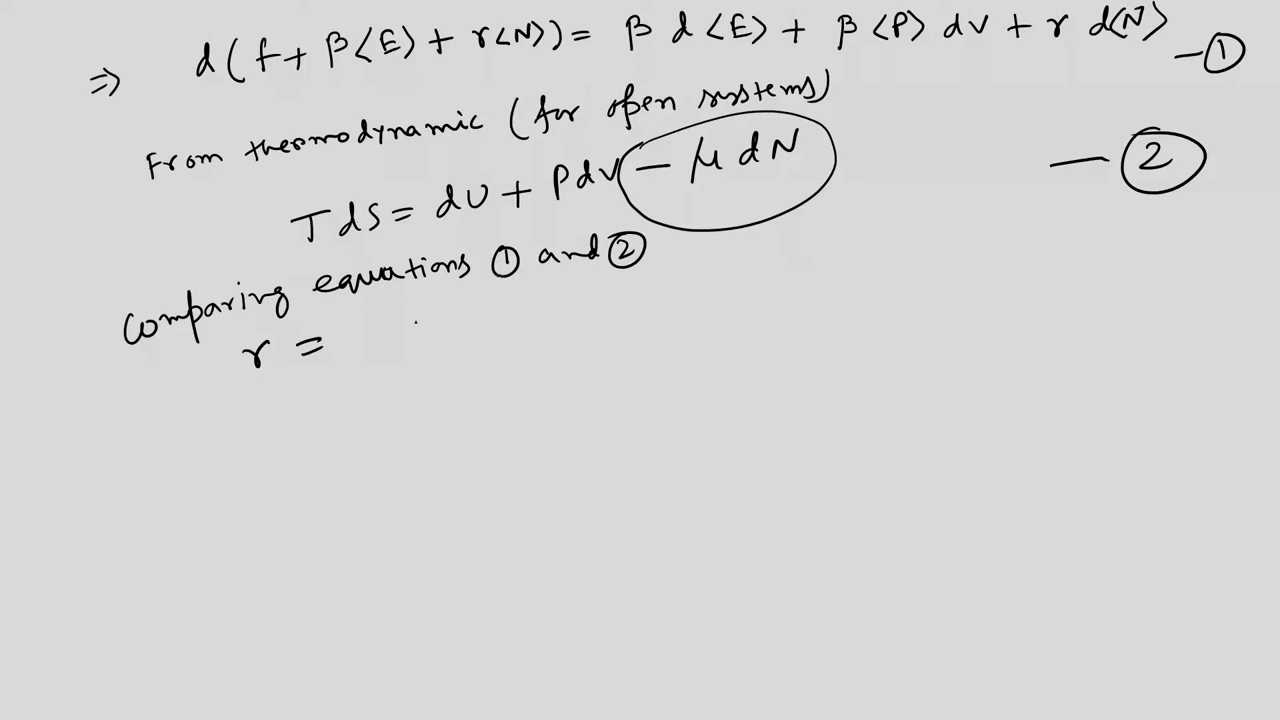 ⇒ d(f + β⟨E⟩ + γ⟨N⟩) = β d⟨E⟩ + β⟨P⟩ dV + γ d⟨N⟩ —①
From thermodynamic (for open systems)
TdS = dU + PdV — μdN — ②
Comparing equations ① and ②
γ =